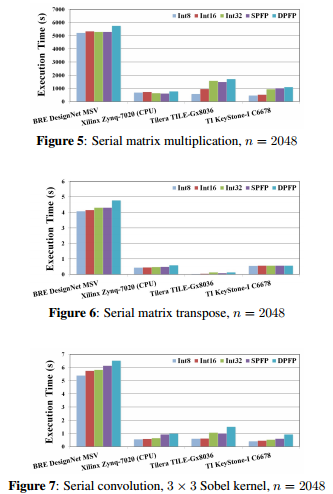 Int8 Int16 Int32 SPFP DPFP
Execution Time (s)
7000
6000
5000
4000
3000
2000
1000
0
BRE DesignNet MSV
Xilinx Zynq-7020 (CPU)
Tilera TILE-Gx8036
TI KeyStone-I C6678
Figure 5: Serial matrix multiplication, n = 2048
Int8 Int16 Int32 SPFP DPFP
Execution Time (s)
6
5
4
3
2
1
0
BRE DesignNet MSV
Xilinx Zynq-7020 (CPU)
Tilera TILE-Gx8036
TI KeyStone-I C6678
Figure 6: Serial matrix transpose, n = 2048
Int8 Int16 Int32 SPFP DPFP
Execution Time (s)
7
6
5
4
3
2
1
0
BRE DesignNet MSV
Xilinx Zynq-7020 (CPU)
Tilera TILE-Gx8036
TI KeyStone-I C6678
Figure 7: Serial convolution, 3 × 3 Sobel kernel, n = 2048